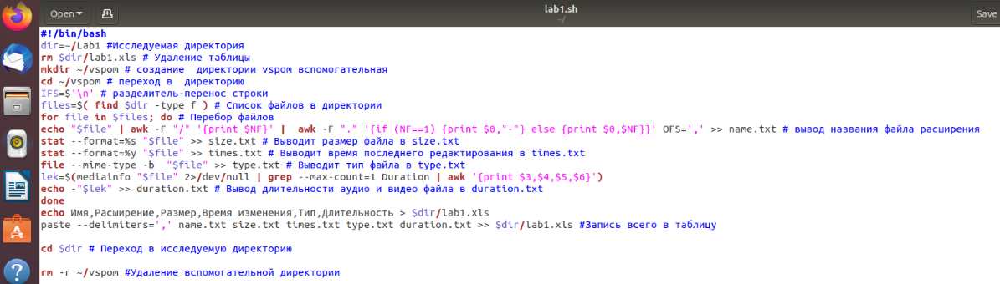 Open
lab1.sh
~/
Save
#!/bin/bash
dir=~/Lab1 #Исследуемая директория
rm $dir/lab1.xls # Удаление таблицы
mkdir ~/vspom # создание  директории vspom вспомогательная
cd ~/vspom # переход в  директорию
IFS=$'\n' # разделитель-перенос строки
files=$( find $dir -type f ) # Список файлов в директории
for file in $files; do # Перебор файлов
echo "$file" | awk -F "/" '{print $NF}' |  awk -F "." '{if (NF==1) {print $0,"-"} else {print $0,$NF}}' OFS=',' >> name.txt # вывод названия файла расширения
stat --format=%s "$file" >> size.txt # Выводит размер файла в size.txt
stat --format=%y "$file" >> times.txt # Выводит время последнего редактирования в times.txt
file --mime-type -b  "$file" >> type.txt # Выводит тип файла в type.txt
lek=$(mediainfo "$file" 2>/dev/null | grep --max-count=1 Duration | awk '{print $3,$4,$5,$6}')
echo -"$lek" >> duration.txt # Вывод длительности аудио и видео файла в duration.txt
done
echo Имя,Расширение,Размер,Время изменения,Тип,Длительность > $dir/lab1.xls
paste --delimiters=',' name.txt size.txt times.txt type.txt duration.txt >> $dir/lab1.xls #Запись всего в таблицу
cd $dir # Переход в исследуемую директорию
rm -r ~/vspom #Удаление вспомогательной директории